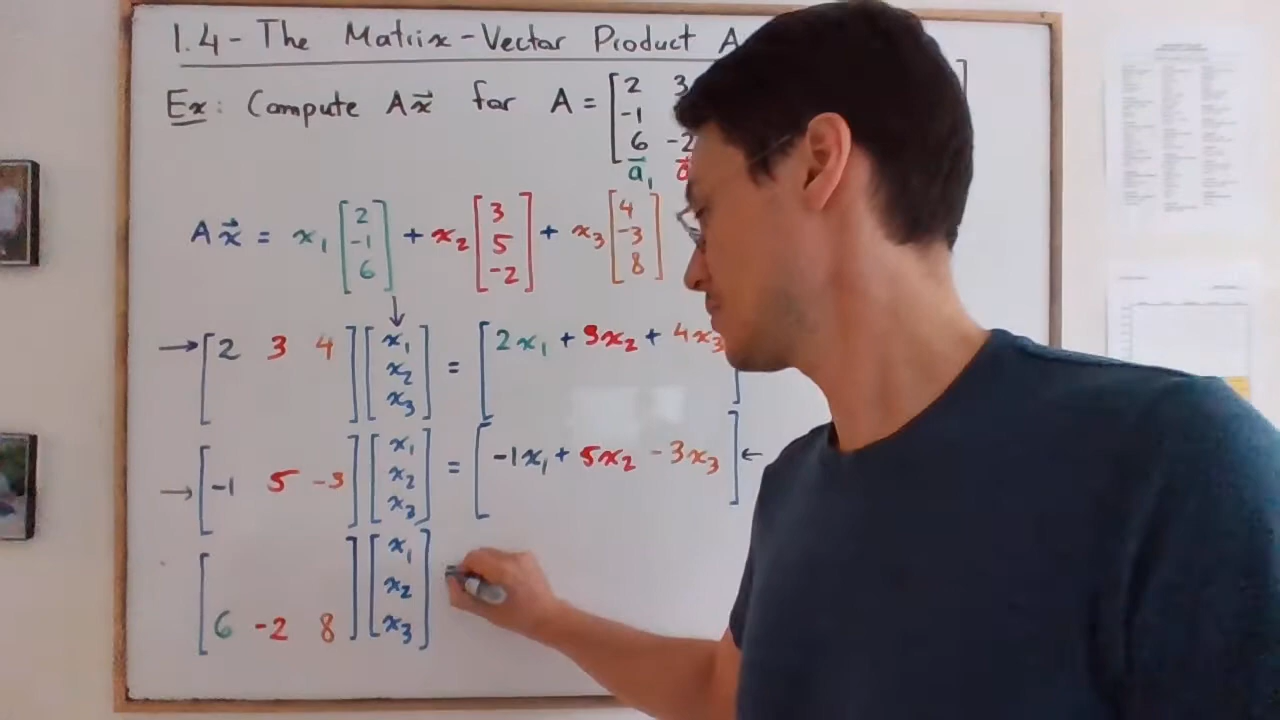 1.4 - The Matrix-Vector Product A
Ex: Compute Ax⃗ for A = [2 3
-1
6 -2]
a⃗₁
Ax⃗ = x₁ [2 -1 6] + x₂ [3 5 -2] + x₃ [4 -3 8]
→ [2 3 4] [x₁ x₂ x₃] = [2x₁ + 3x₂ + 4x₃]
→ [-1 5 -3] [x₁ x₂ x₃] = [-1x₁ + 5x₂ - 3x₃] ←
[6 -2 8] [x₁ x₂ x₃]